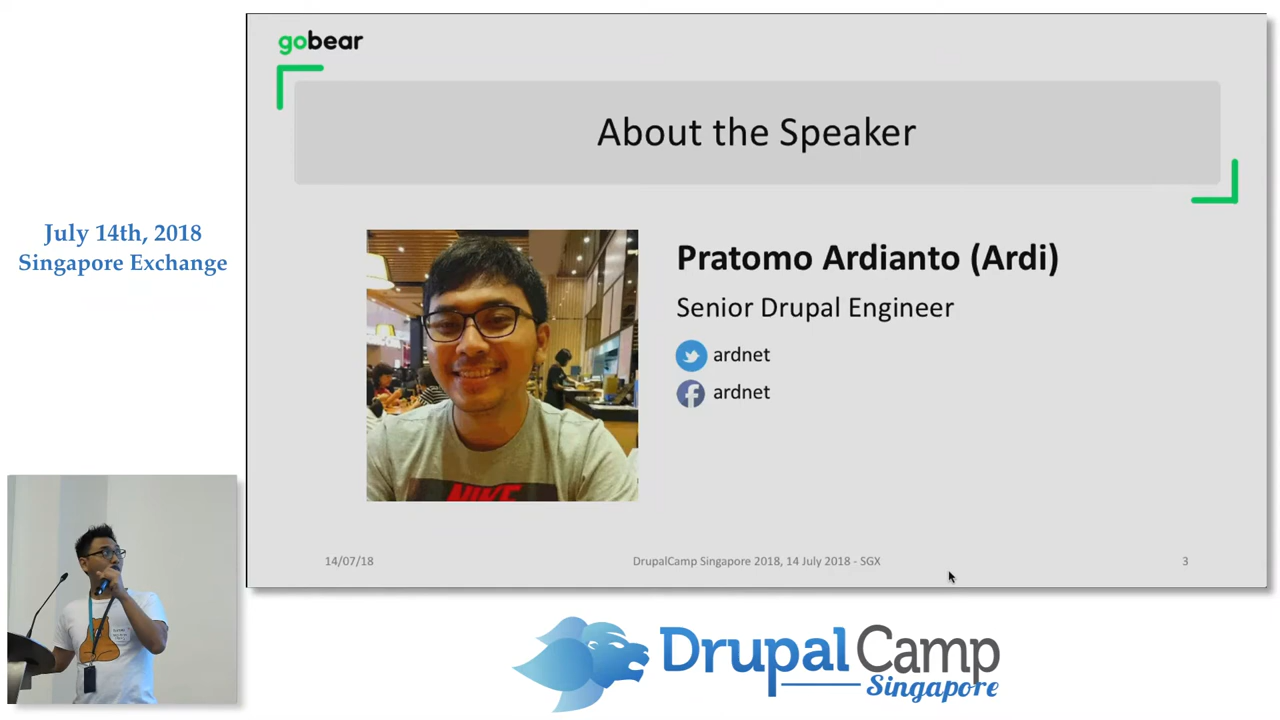 gobear
About the Speaker
July 14th, 2018
Singapore Exchange
Pratomo Ardianto (Ardi)
Senior Drupal Engineer
ardnet
ardnet
NIKE
14/07/18
DrupalCamp Singapore 2018, 14 July 2018 - SGX
3
DrupalCamp
Singapore